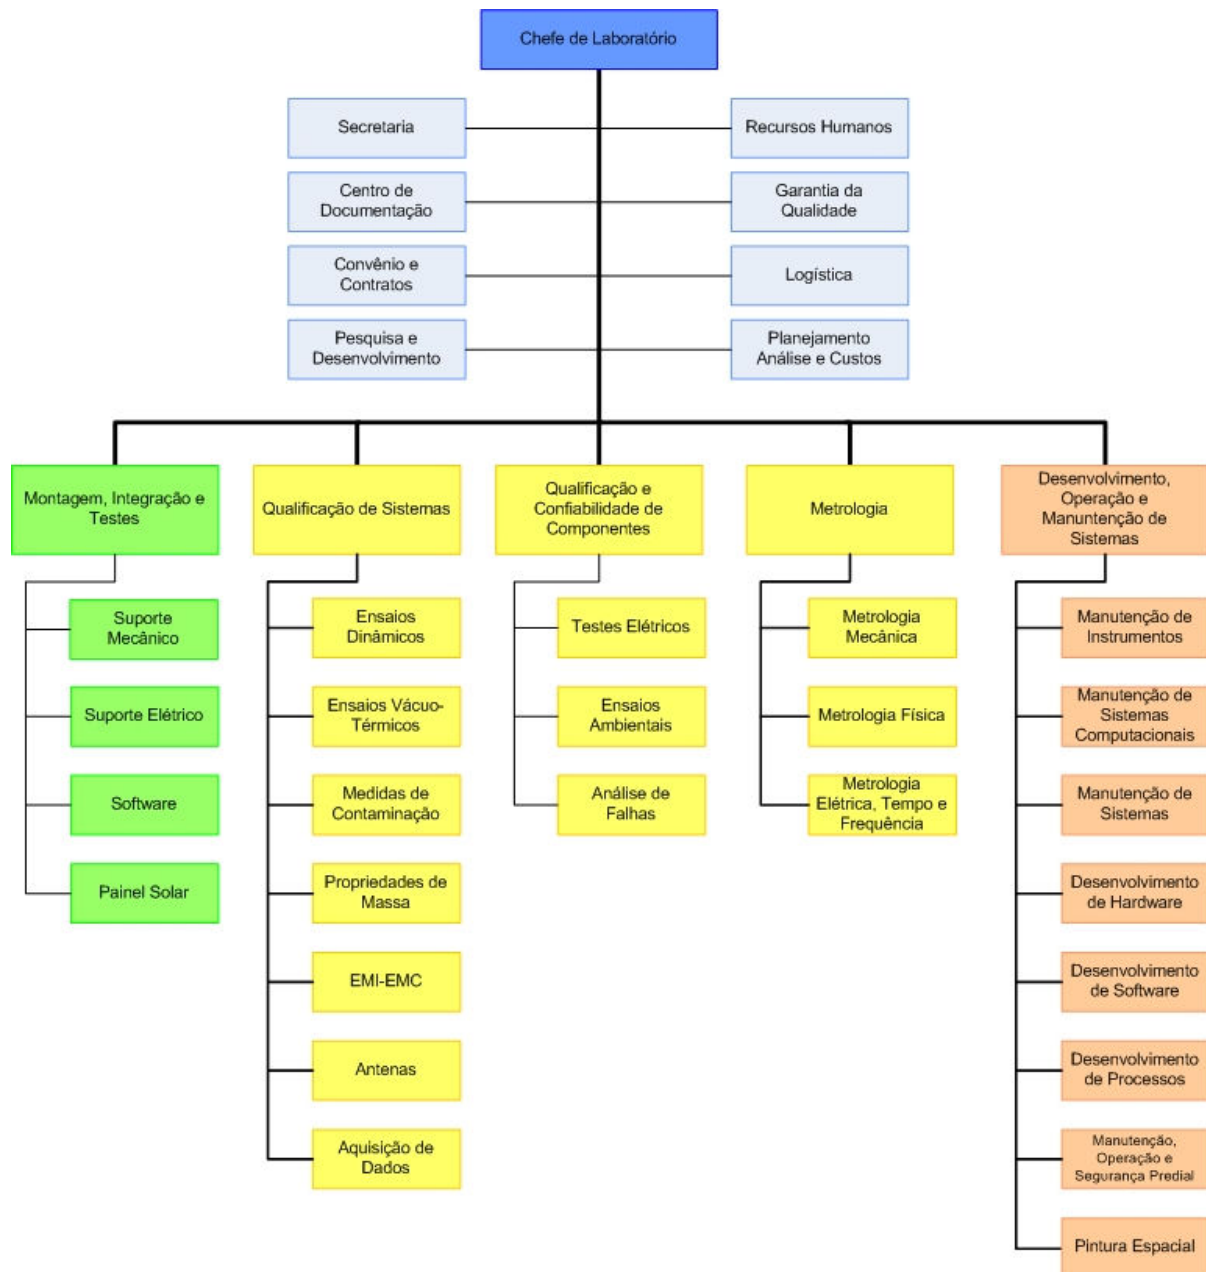 Chefe de Laboratório
Secretaria
Recursos Humanos
Centro de
Documentação
Garantia da
Qualidade
Convênio e
Contratos
Logística
Pesquisa e
Desenvolvimento
Planejamento
Análise e Custos
Montagem, Integração e
Testes
Qualificação de Sistemas
Qualificação e
Confiabilidade de
Componentes
Metrologia
Desenvolvimento,
Operação e
Manuntenção de
Sistemas
Suporte
Mecânico
Suporte Elétrico
Software
Painel Solar
Ensaios
Dinâmicos
Ensaios Vácuo-
Térmicos
Medidas de
Contaminação
Propriedades de
Massa
EMI-EMC
Antenas
Aquisição de
Dados
Testes Elétricos
Ensaios
Ambientais
Análise de
Falhas
Metrologia
Mecânica
Metrologia Física
Metrologia
Elétrica, Tempo e
Frequência
Manutenção de
Instrumentos
Manutenção de
Sistemas
Computacionais
Manutenção de
Sistemas
Desenvolvimento
de Hardware
Desenvolvimento
de Software
Desenvolvimento
de Processos
Manutenção,
Operação e
Segurança Predial
Pintura Espacial